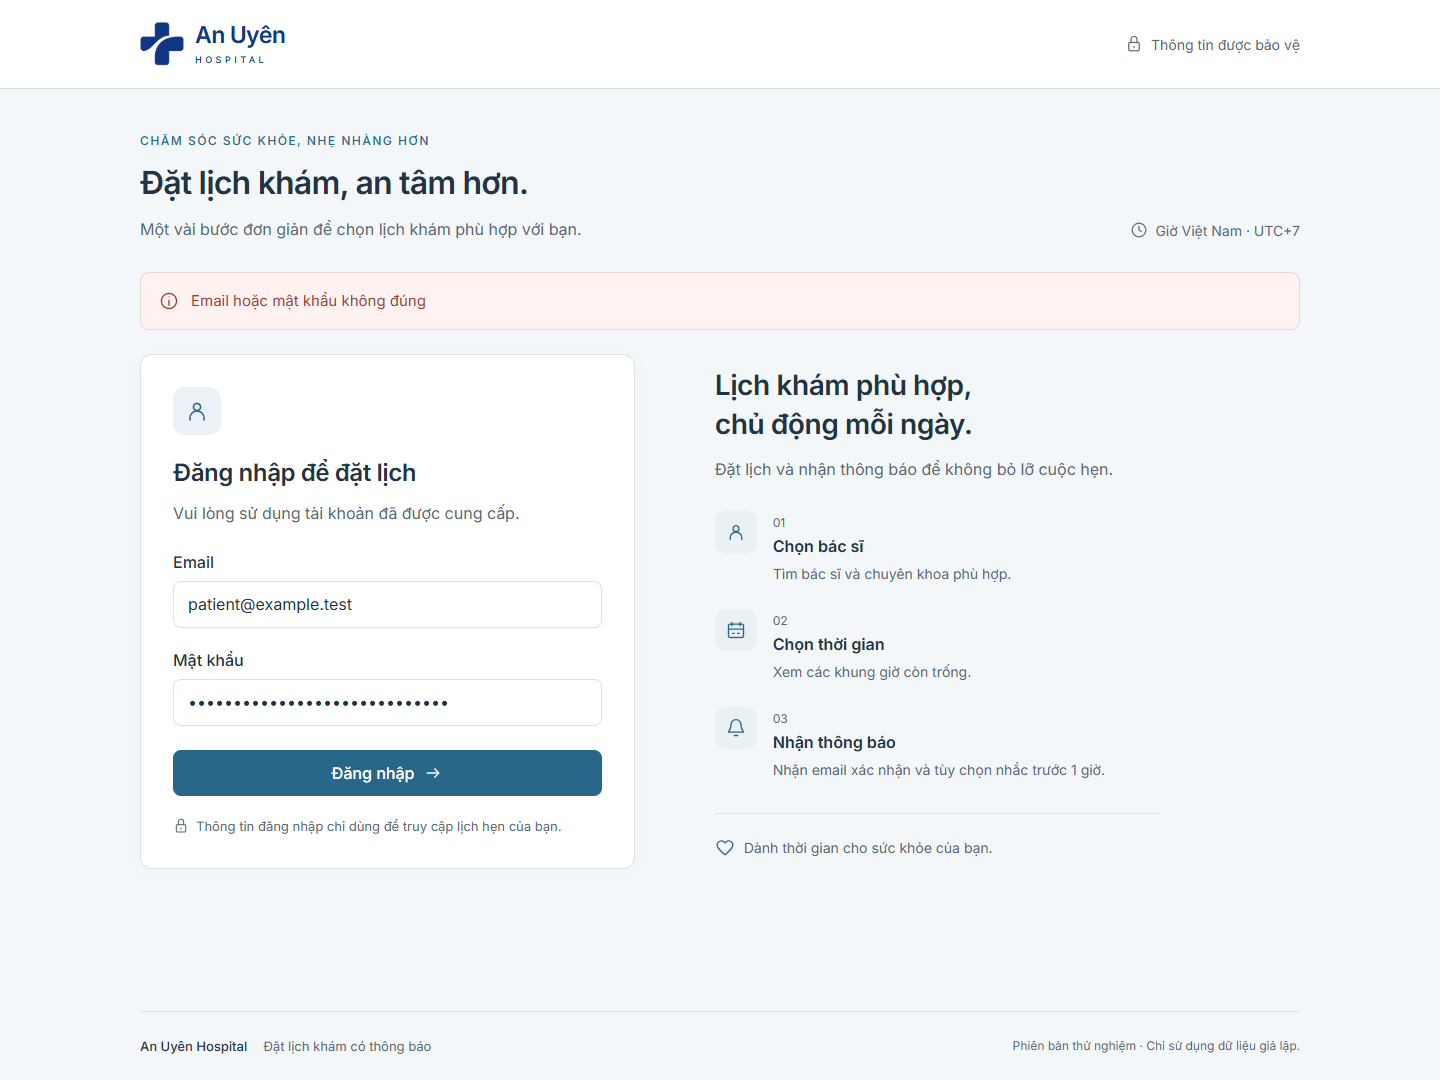 An Uyên
HOSPITAL
Thông tin được bảo vệ
CHĂM SÓC SỨC KHỎE, NHẸ NHÀNG HƠN
Đặt lịch khám, an tâm hơn.
Một vài bước đơn giản để chọn lịch khám phù hợp với bạn.
Giờ Việt Nam · UTC+7
Email hoặc mật khẩu không đúng
Đăng nhập để đặt lịch
Vui lòng sử dụng tài khoản đã được cung cấp.
Email
patient@example.test
Mật khẩu
•••••••••••••••••••••••••••••
Đăng nhập →
Thông tin đăng nhập chỉ dùng để truy cập lịch hẹn của bạn.
Lịch khám phù hợp,
chủ động mỗi ngày.
Đặt lịch và nhận thông báo để không bỏ lỡ cuộc hẹn.
01
Chọn bác sĩ
Tìm bác sĩ và chuyên khoa phù hợp.
02
Chọn thời gian
Xem các khung giờ còn trống.
03
Nhận thông báo
Nhận email xác nhận và tùy chọn nhắc trước 1 giờ.
Dành thời gian cho sức khỏe của bạn.
An Uyên Hospital Đặt lịch khám có thông báo
Phiên bản thử nghiệm · Chỉ sử dụng dữ liệu giả lập.